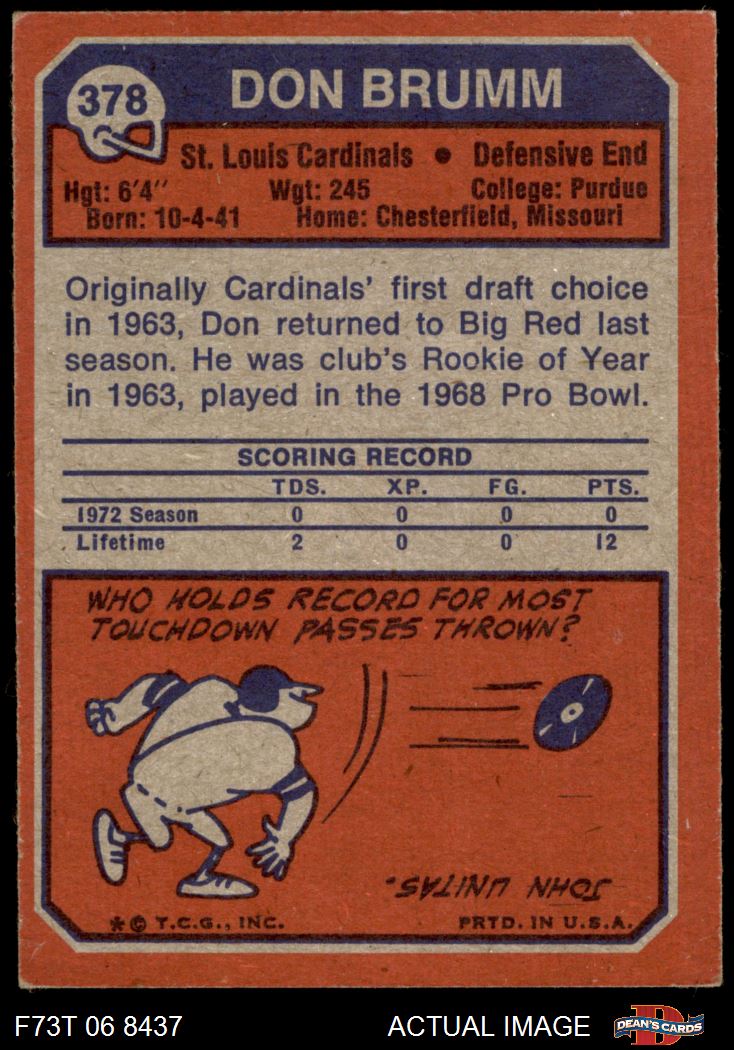 378
DON BRUMM
St. Louis Cardinals • Defensive End
Hgt: 6'4" Wgt: 245 College: Purdue
Born: 10-4-41 Home: Chesterfield, Missouri
Originally Cardinals' first draft choice
in 1963, Don returned to Big Red last
season. He was club's Rookie of Year
in 1963, played in the 1968 Pro Bowl.
SCORING RECORD
TDS. XP. FG. PTS.
1972 Season 0 0 0 0
Lifetime 2 0 0 12
WHO HOLDS RECORD FOR MOST
TOUCHDOWN PASSES THROWN?
JOHN UNITAS.
* © T.C.G., INC. PRTD. IN U.S.A.
F73T 06 8437 ACTUAL IMAGE
D
DEAN'S CARDS